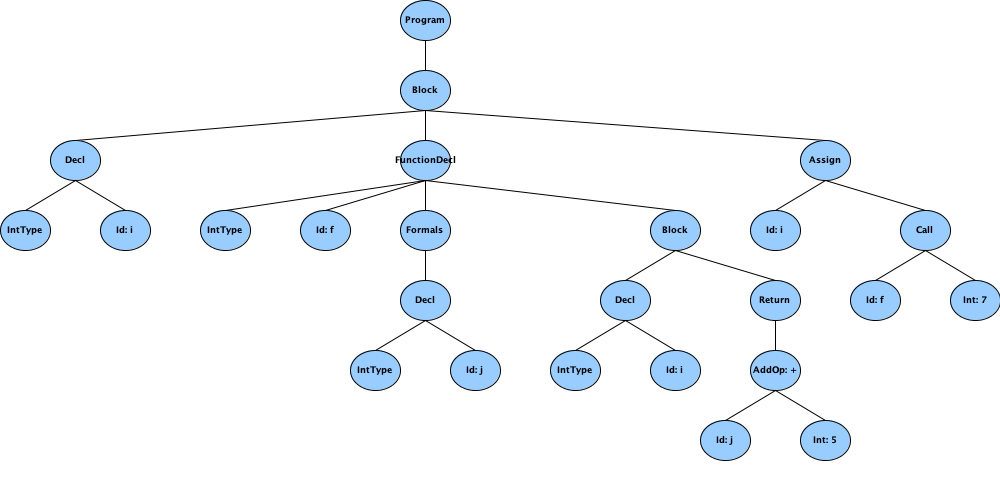 Program
Block
Decl
FunctionDecl
Assign
IntType
Id: i
IntType
Id: f
Formals
Block
Id: i
Call
Decl
Decl
Return
Id: f
Int: 7
IntType
Id: j
IntType
Id: i
AddOp: +
Id: j
Int: 5